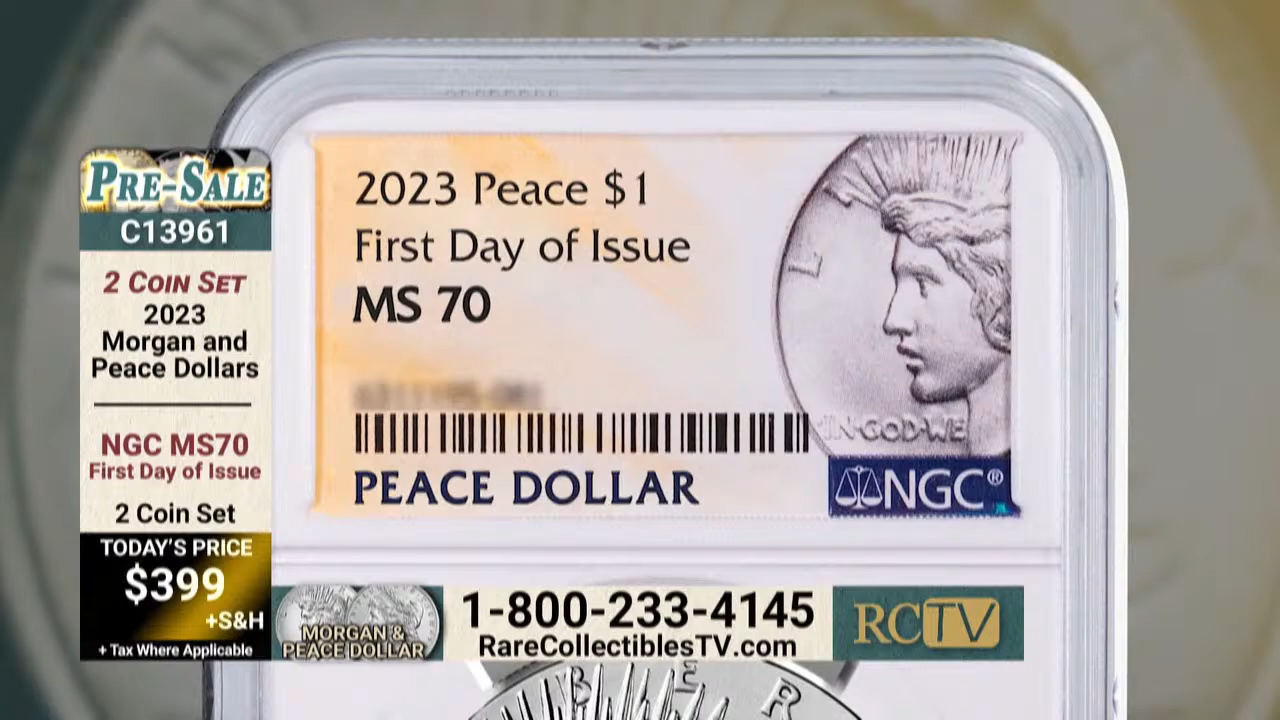 PRE-SALE
C13961
2 COIN SET
2023
Morgan and
Peace Dollars
NGC MS70
First Day of Issue
2 Coin Set
TODAY'S PRICE
$399
+S&H
+ Tax Where Applicable
2023 Peace $1
First Day of Issue
MS 70
PEACE DOLLAR
L
IN·GOD·WE
NGC®
MORGAN &
PEACE DOLLAR
1-800-233-4145
RareCollectiblesTV.com
RCTV
B E R